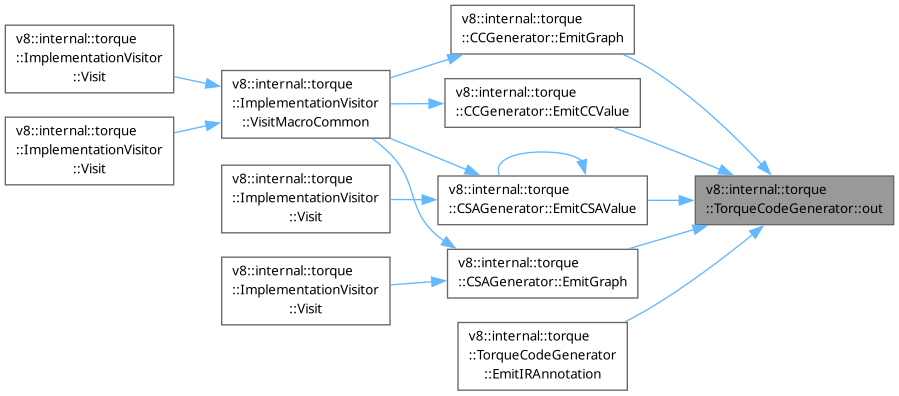 v8::internal::torque
::ImplementationVisitor
::Visit
v8::internal::torque
::ImplementationVisitor
::Visit
v8::internal::torque
::ImplementationVisitor
::VisitMacroCommon
v8::internal::torque
::ImplementationVisitor
::Visit
v8::internal::torque
::ImplementationVisitor
::Visit
v8::internal::torque
::CCGenerator::EmitGraph
v8::internal::torque
::CCGenerator::EmitCCValue
v8::internal::torque
::CSAGenerator::EmitCSAValue
v8::internal::torque
::CSAGenerator::EmitGraph
v8::internal::torque
::TorqueCodeGenerator
::EmitIRAnnotation
v8::internal::torque
::TorqueCodeGenerator::out